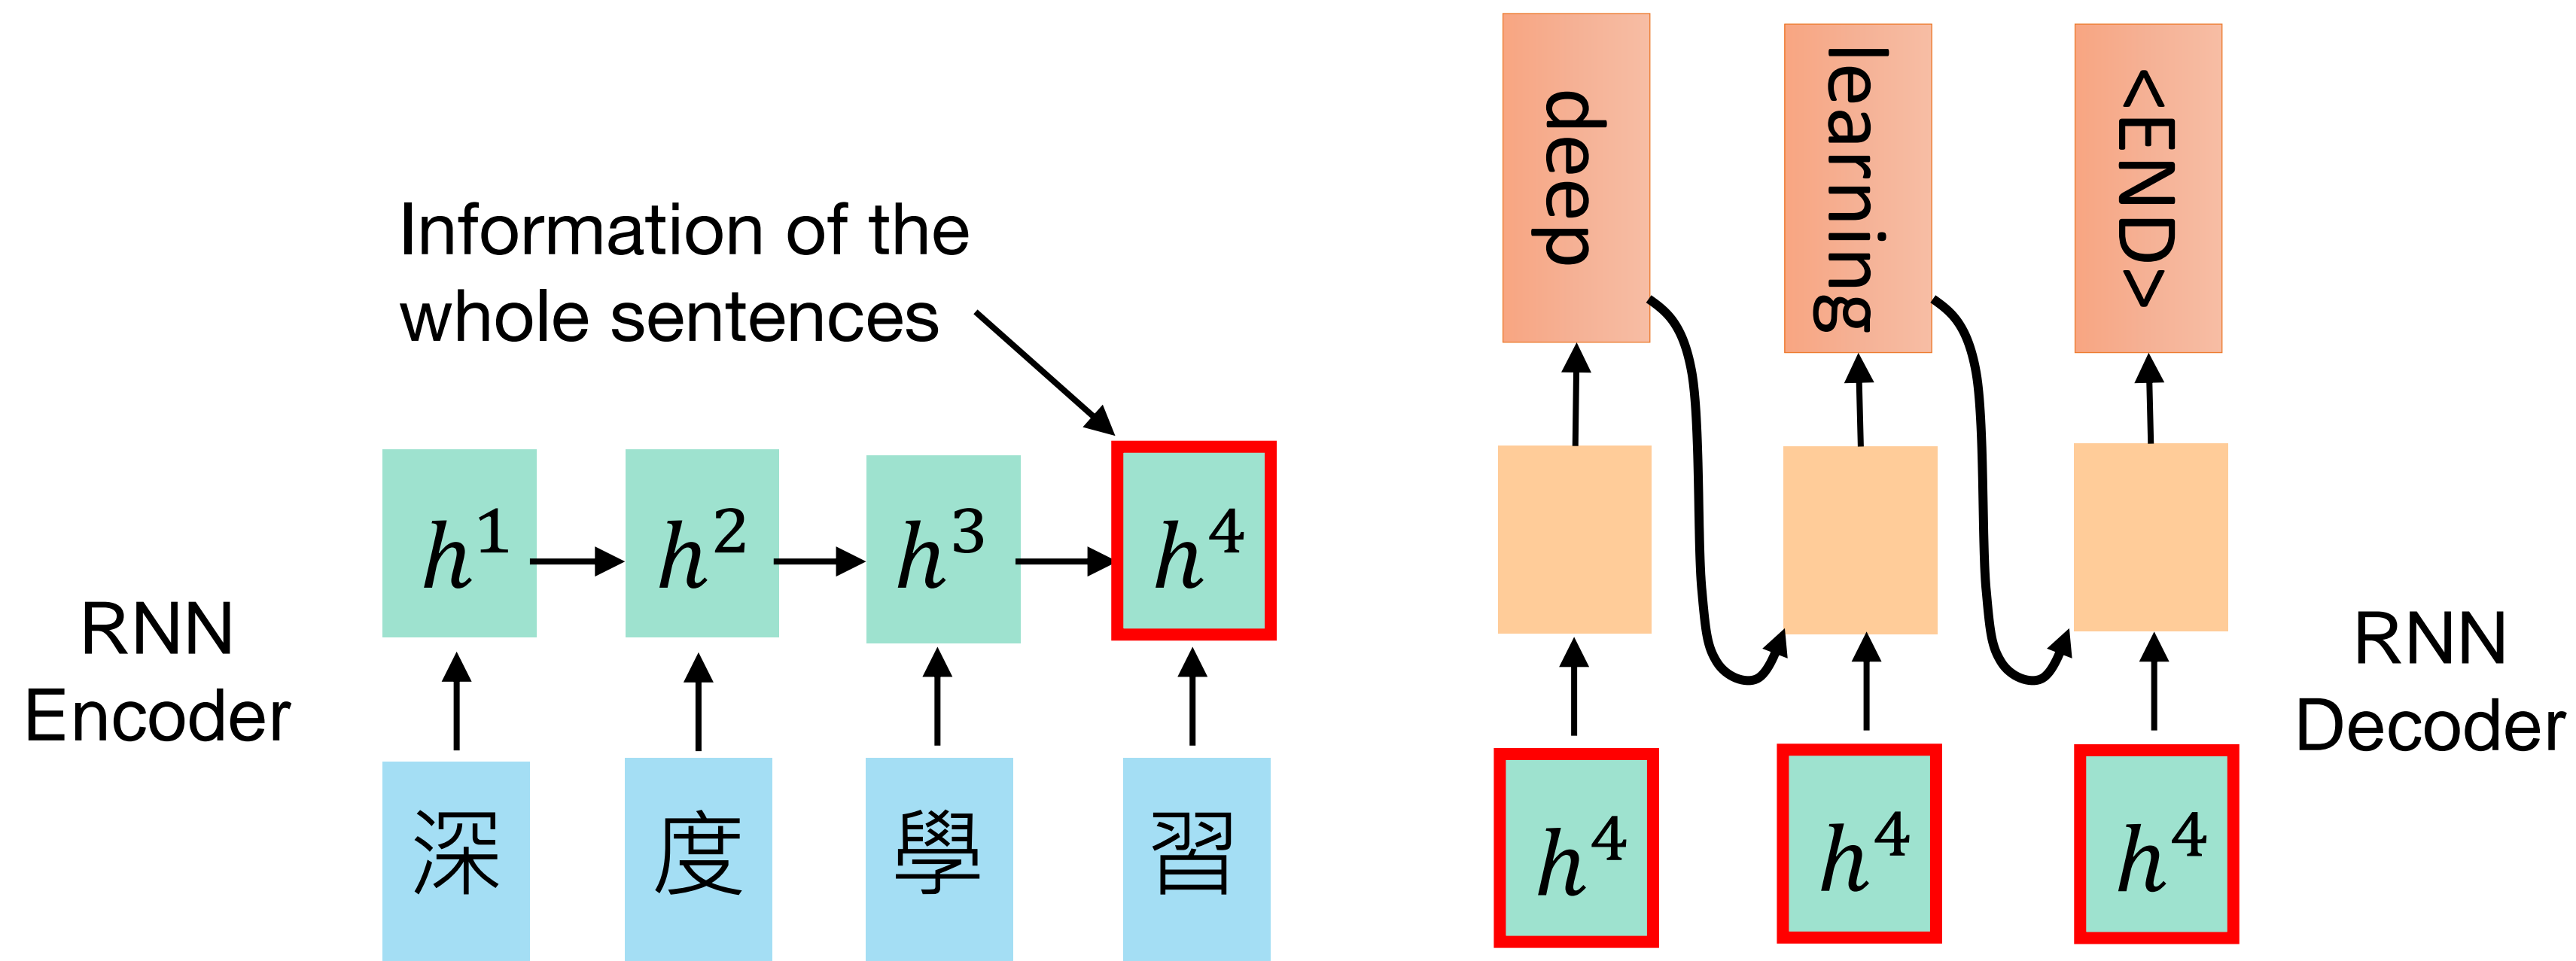 Information of the
whole sentences
RNN
Encoder
h¹
h²
h³
h⁴
深
度
學
習
deep
learning
<END>
h⁴
h⁴
h⁴
RNN
Decoder